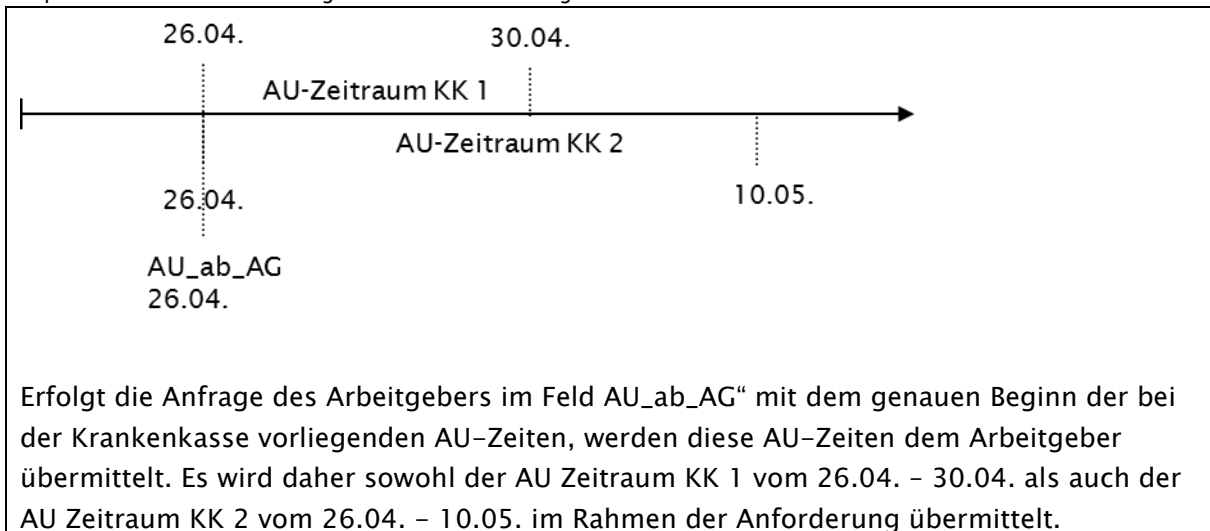 26.04. 30.04.
AU-Zeitraum KK 1
AU-Zeitraum KK 2
26.04. 10.05.
AU_ab_AG
26.04.
Erfolgt die Anfrage des Arbeitgebers im Feld AU_ab_AG“ mit dem genauen Beginn der bei
der Krankenkasse vorliegenden AU-Zeiten, werden diese AU-Zeiten dem Arbeitgeber
übermittelt. Es wird daher sowohl der AU Zeitraum KK 1 vom 26.04. – 30.04. als auch der
AU Zeitraum KK 2 vom 26.04. – 10.05. im Rahmen der Anforderung übermittelt.